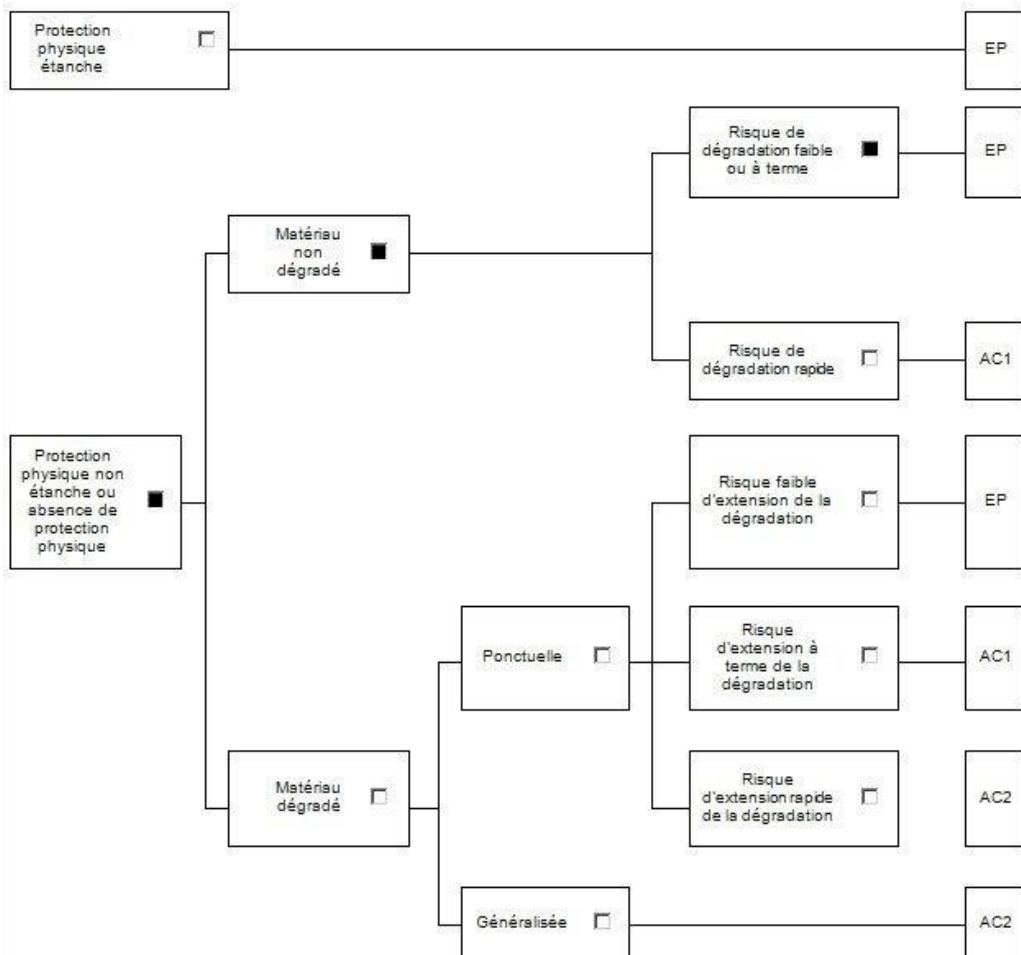 Protection
physique
étanche
EP
Risque de
dégradation faible
ou à terme
EP
Matériau
non
dégradé
Risque de
dégradation rapide
AC1
Protection
physique non
étanche ou
absence de
protection
physique
Risque faible
d'extension de la
dégradation
EP
Ponctuelle
Risque
d'extension à
terme de la
dégradation
AC1
Matériau
dégradé
Risque
d'extension rapide
de la dégradation
AC2
Généralisée
AC2